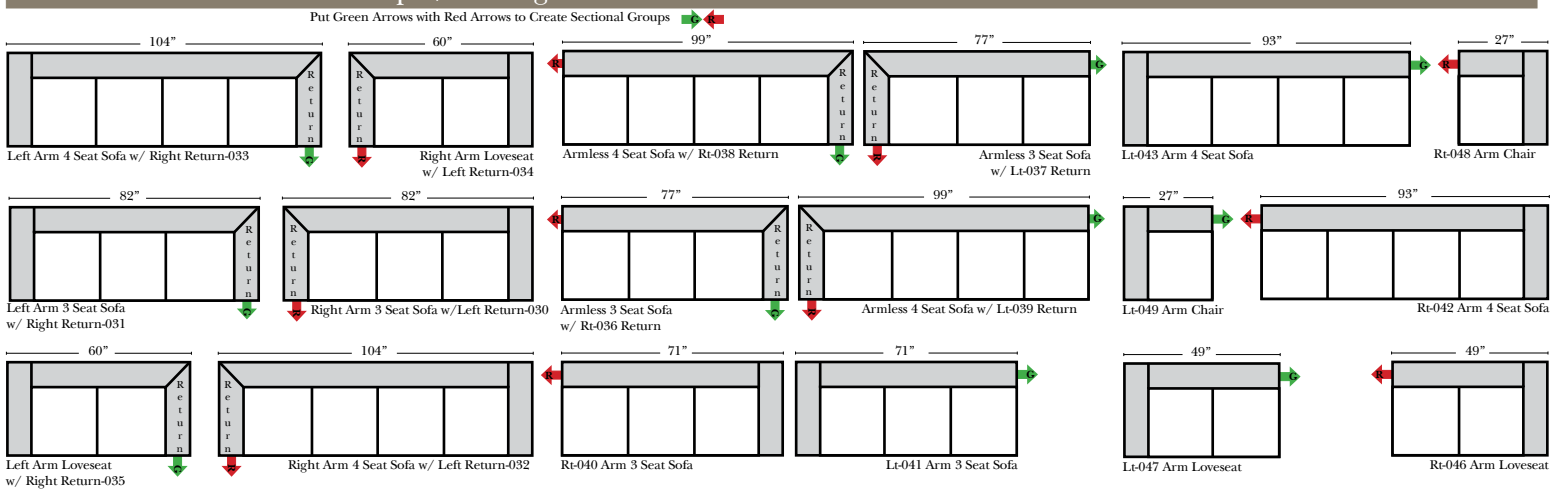 Put Green Arrows with Red Arrows to Create Sectional Groups G R
104” 60” 99” 77” 93” 27”
Return Return R Return Return G G R
G R G R
Left Arm 4 Seat Sofa w/ Right Return-033
Right Arm Loveseat
w/ Left Return-034
Armless 4 Seat Sofa w/ Rt-038 Return
Armless 3 Seat Sofa
w/ Lt-037 Return
Lt-043 Arm 4 Seat Sofa
Rt-048 Arm Chair
82” 82” 77” 99” 27” 93”
Return Return R Return Return G G R
G R G R
Left Arm 3 Seat Sofa
w/ Right Return-031
Right Arm 3 Seat Sofa w/Left Return-030
Armless 3 Seat Sofa
w/ Rt-036 Return
Armless 4 Seat Sofa w/ Lt-039 Return
Lt-049 Arm Chair
Rt-042 Arm 4 Seat Sofa
60” 104” 71” 71” 49” 49”
Return Return R G G R
G R
Left Arm Loveseat
w/ Right Return-035
Right Arm 4 Seat Sofa w/ Left Return-032
Rt-040 Arm 3 Seat Sofa
Lt-041 Arm 3 Seat Sofa
Lt-047 Arm Loveseat
Rt-046 Arm Loveseat